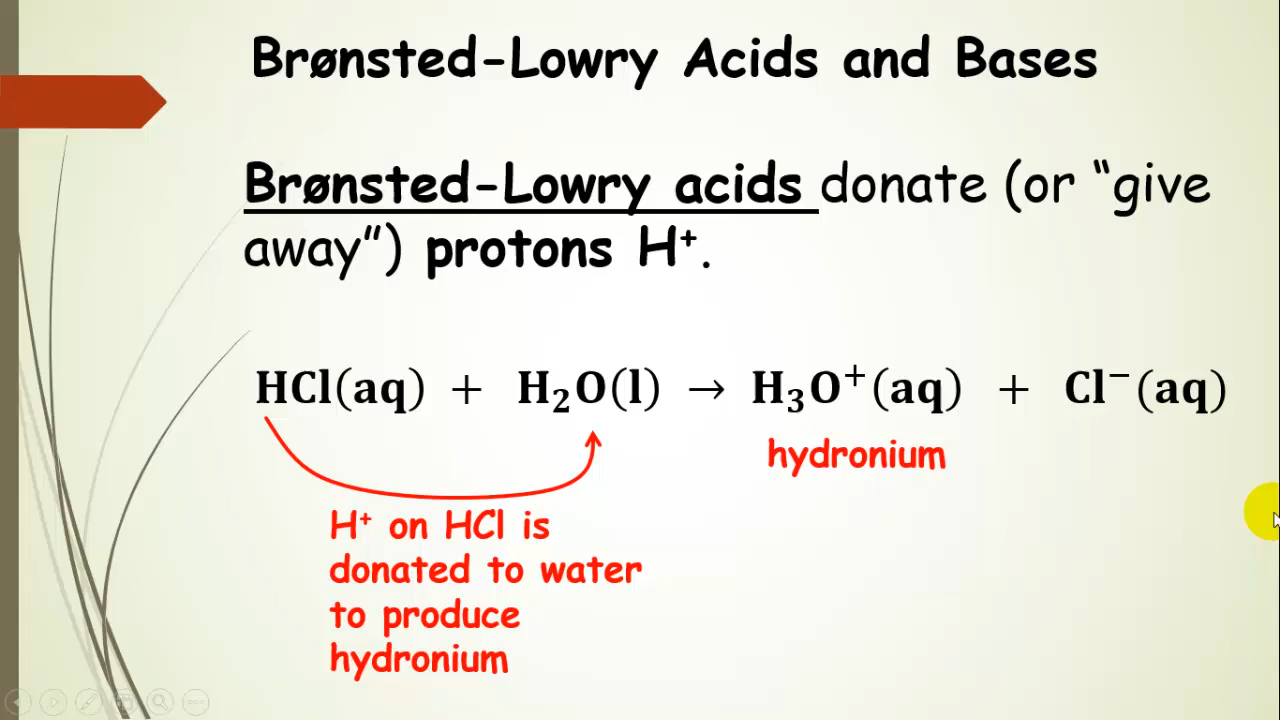 Brønsted-Lowry Acids and Bases
Brønsted-Lowry acids donate (or “give
away”) protons H⁺.
HCl(aq) + H₂O(l) → H₃O⁺(aq) + Cl⁻(aq)
hydronium
H⁺ on HCl is
donated to water
to produce
hydronium